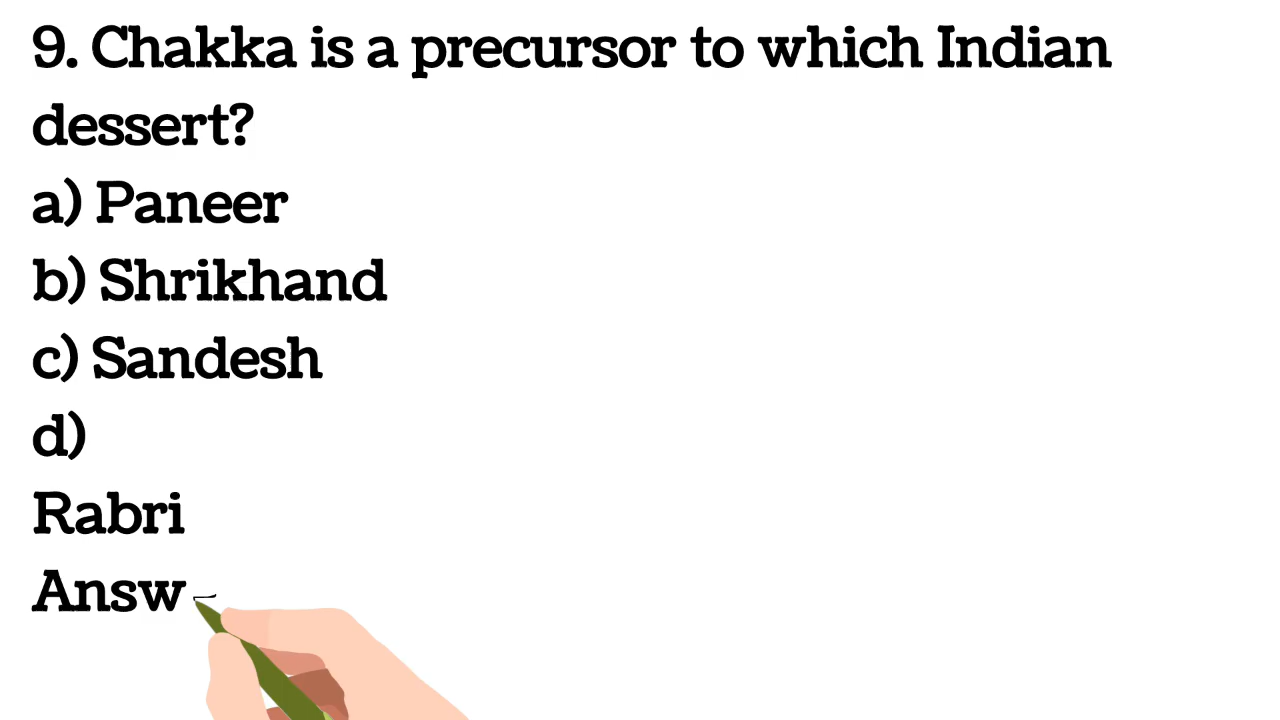 9. Chakka is a precursor to which Indian
dessert?
a) Paneer
b) Shrikhand
c) Sandesh
d)
Rabri
Answ